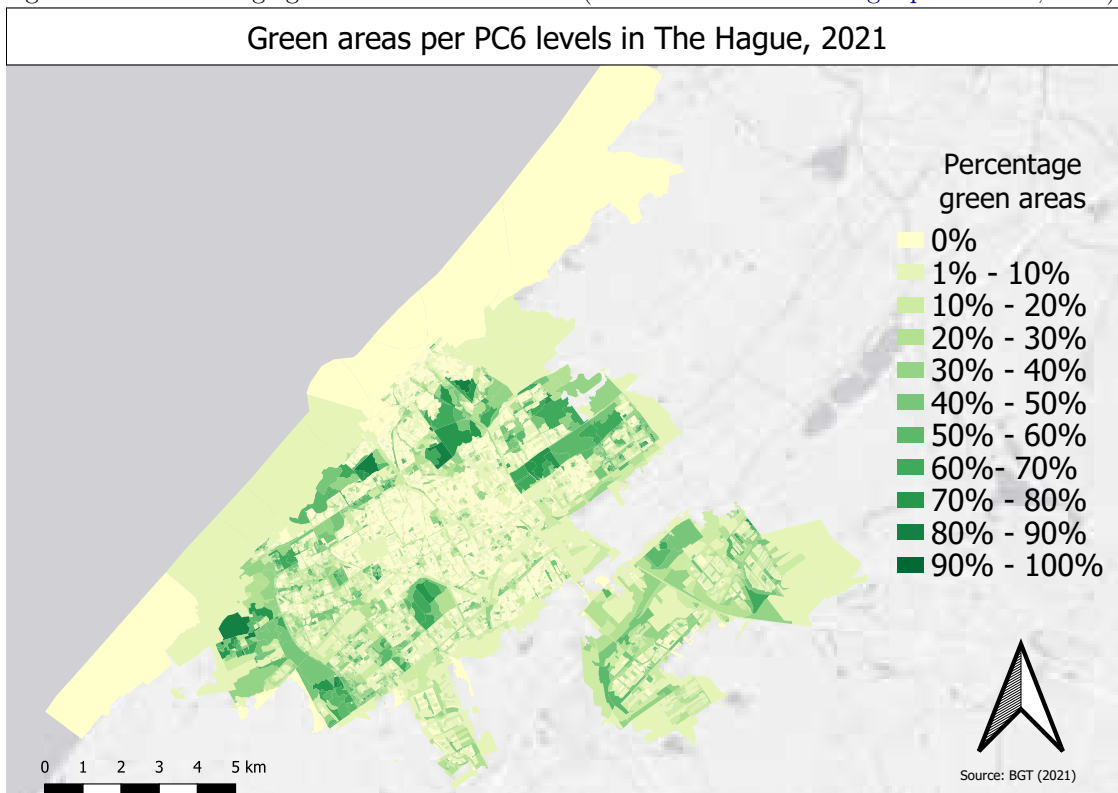 Green areas per PC6 levels in The Hague, 2021
Percentage
green areas
0%
1% - 10%
10% - 20%
20% - 30%
30% - 40%
40% - 50%
50% - 60%
60%- 70%
70% - 80%
80% - 90%
90% - 100%
0 1 2 3 4 5 km
Source: BGT (2021)